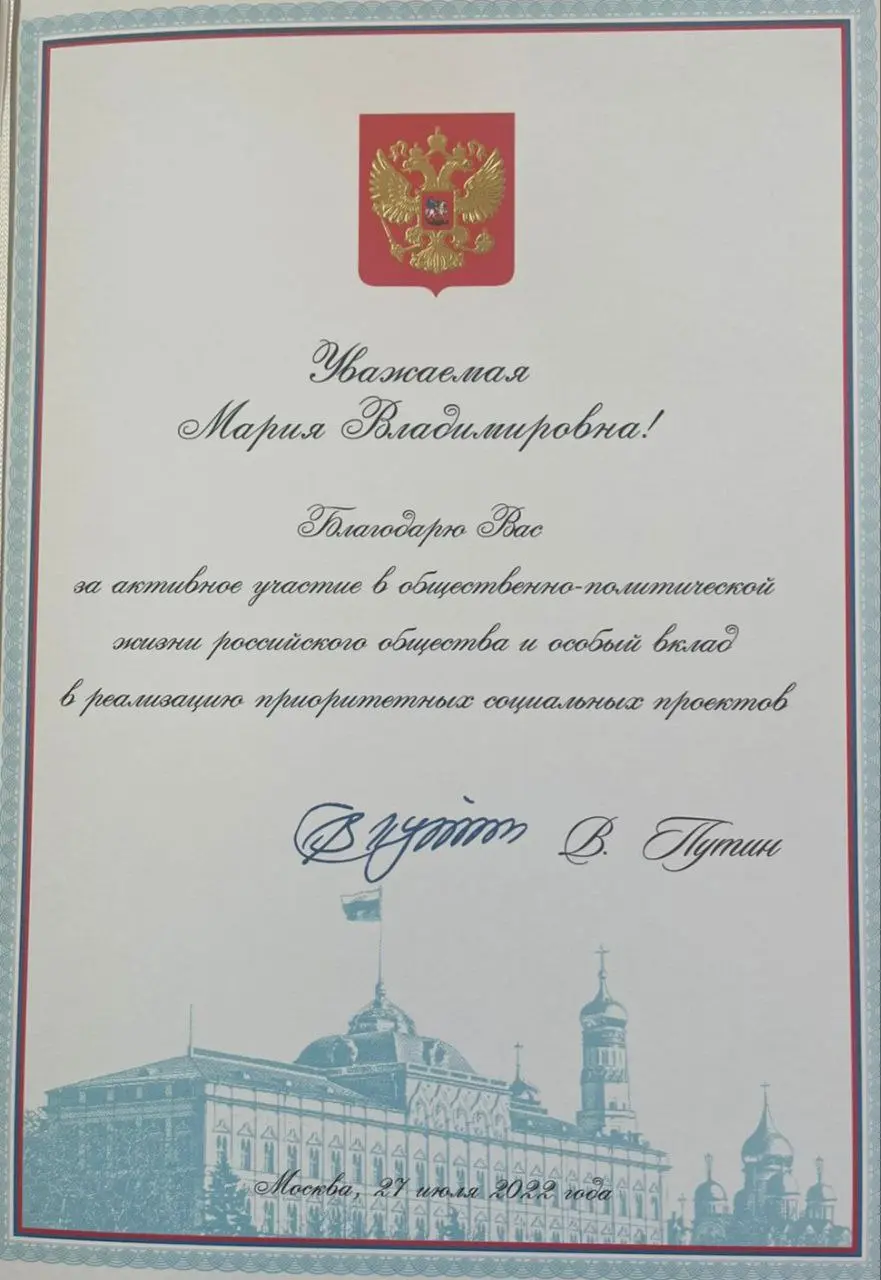 Уважаемая
Мария Владимировна!
Благодарю Вас
за активное участие в общественно-политической
жизни российского общества и особый вклад
в реализацию приоритетных социальных проектов
В. Путин
Москва, 27 июля 2022 года